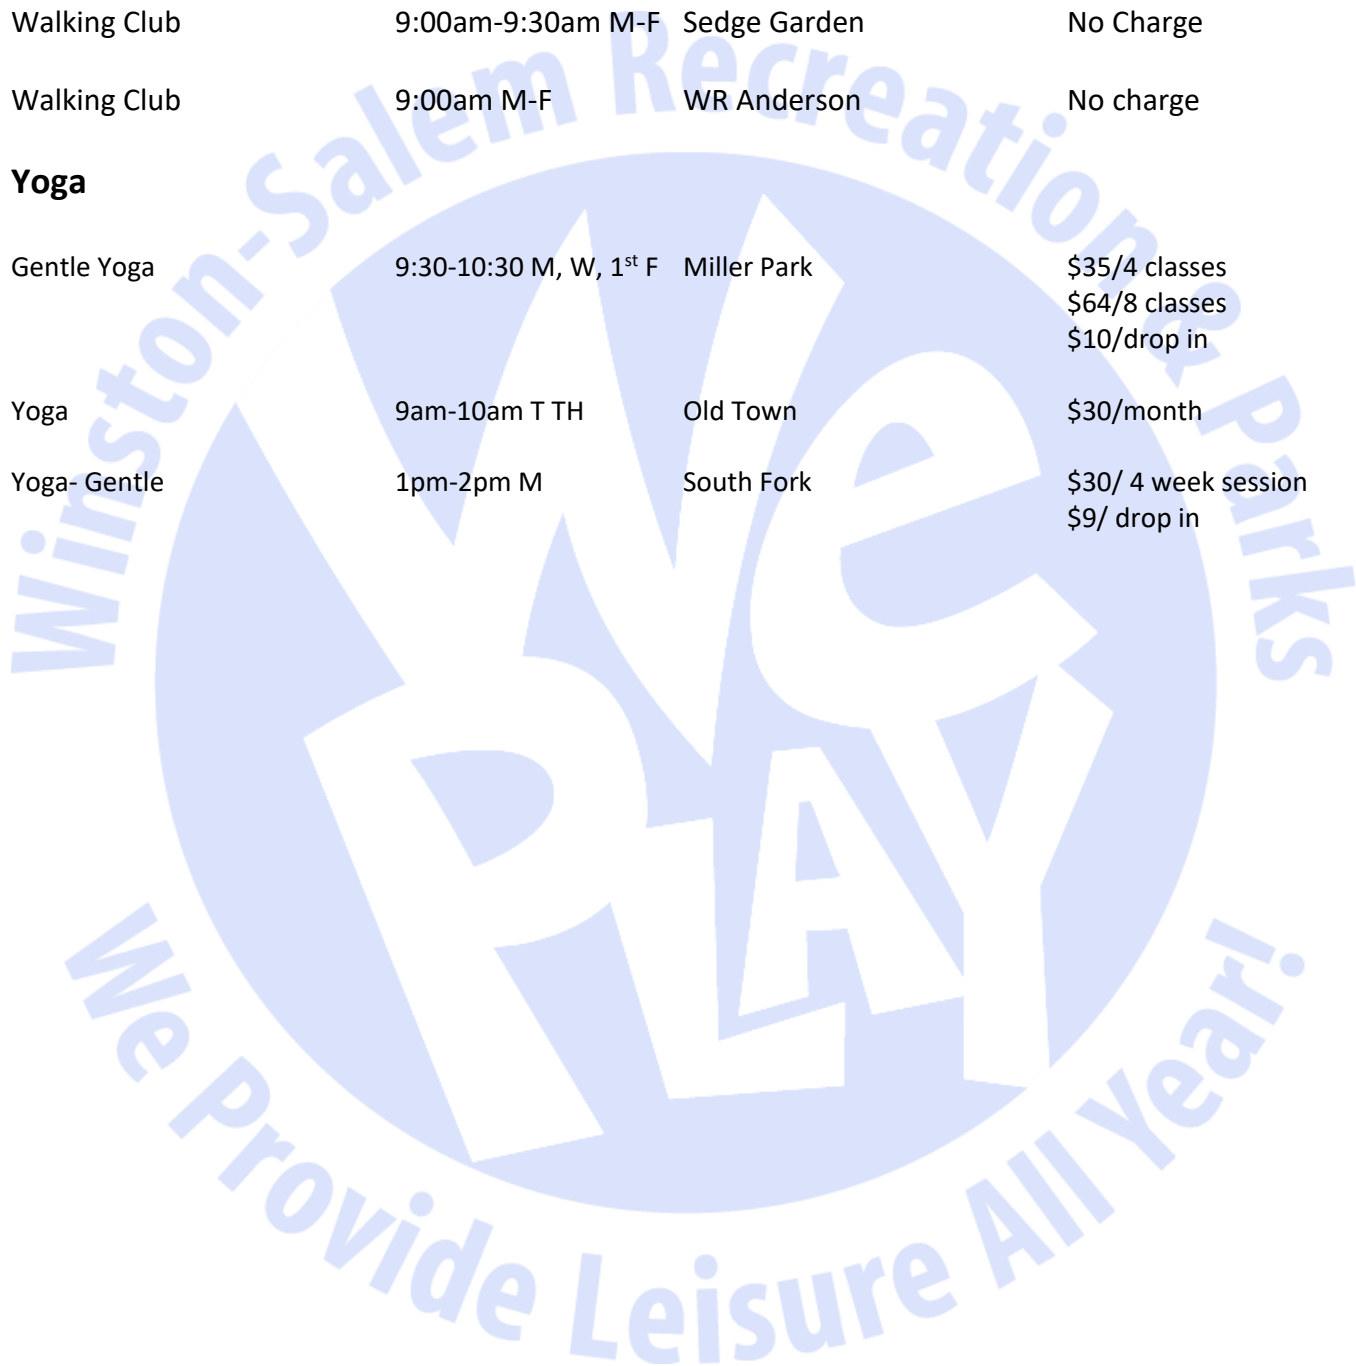 Walking Club 9:00am-9:30am M-F Sedge Garden No Charge
Walking Club 9:00am M-F WR Anderson No charge
Yoga
Gentle Yoga 9:30-10:30 M, W, 1st F Miller Park $35/4 classes
$64/8 classes
$10/drop in
Yoga 9am-10am T TH Old Town $30/month
Yoga- Gentle 1pm-2pm M South Fork $30/ 4 week session
$9/ drop in
Winston-Salem Recreation & Parks
We
PLAY
We Provide Leisure All Year!